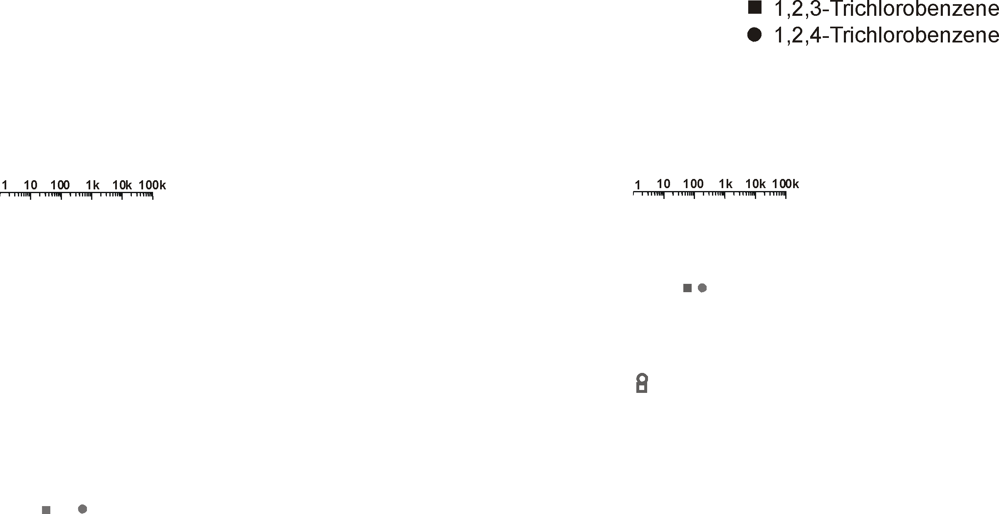 1,2,3-Trichlorobenzene
1,2,4-Trichlorobenzene
1 10 100 1k 10k 100k
1 10 100 1k 10k 100k